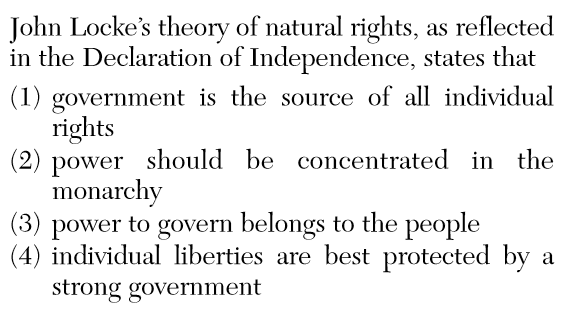 John Locke’s theory of natural rights, as reflected
in the Declaration of Independence, states that
(1) government is the source of all individual
rights
(2) power should be concentrated in the
monarchy
(3) power to govern belongs to the people
(4) individual liberties are best protected by a
strong government